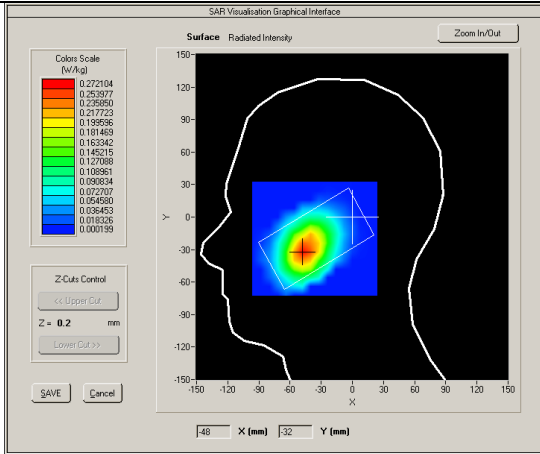 SAR Visualisation Graphical Interface
Surface Radiated Intensity
Zoom In/Out
Colors Scale
(W/kg)
0.272104
0.253977
0.235850
0.217723
0.199596
0.181469
0.163342
0.145215
0.127088
0.108961
0.090834
0.072707
0.054580
0.036453
0.018326
0.000199
Z-Cuts Control
<< Upper Cut
Z = 0.2 mm
Lower Cut >>
SAVE Cancel
150
120
90
60
30
0
-30
-60
-90
-120
-150
Y
-150 -120 -90 -60 -30 0 30 60 90 120 150
X
-48 X (mm) -32 Y (mm)